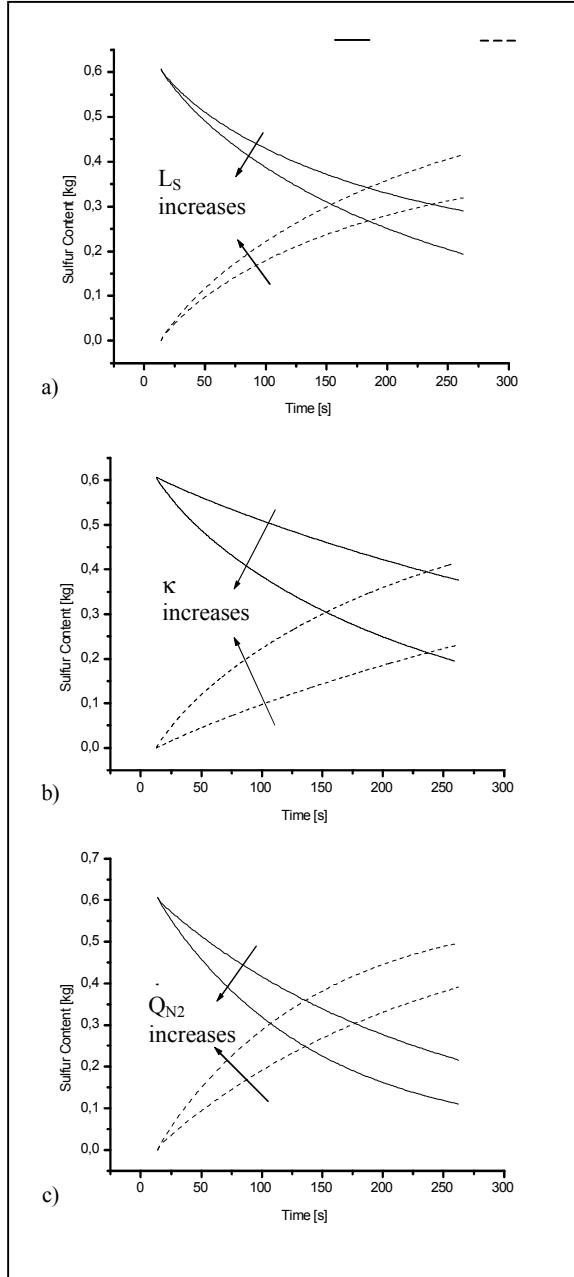 0,6
0,5
0,4
0,3
0,2
0,1
0,0
Sulfur Content [kg]
L_S
increases
0 50 100 150 200 250 300
Time [s]
a)
0,6
0,5
0,4
0,3
0,2
0,1
0,0
Sulfur Content [kg]
κ
increases
0 50 100 150 200 250 300
Time [s]
b)
0,7
0,6
0,5
0,4
0,3
0,2
0,1
0,0
Sulfur Content [kg]
Q̇_N2
increases
0 50 100 150 200 250 300
Time [s]
c)